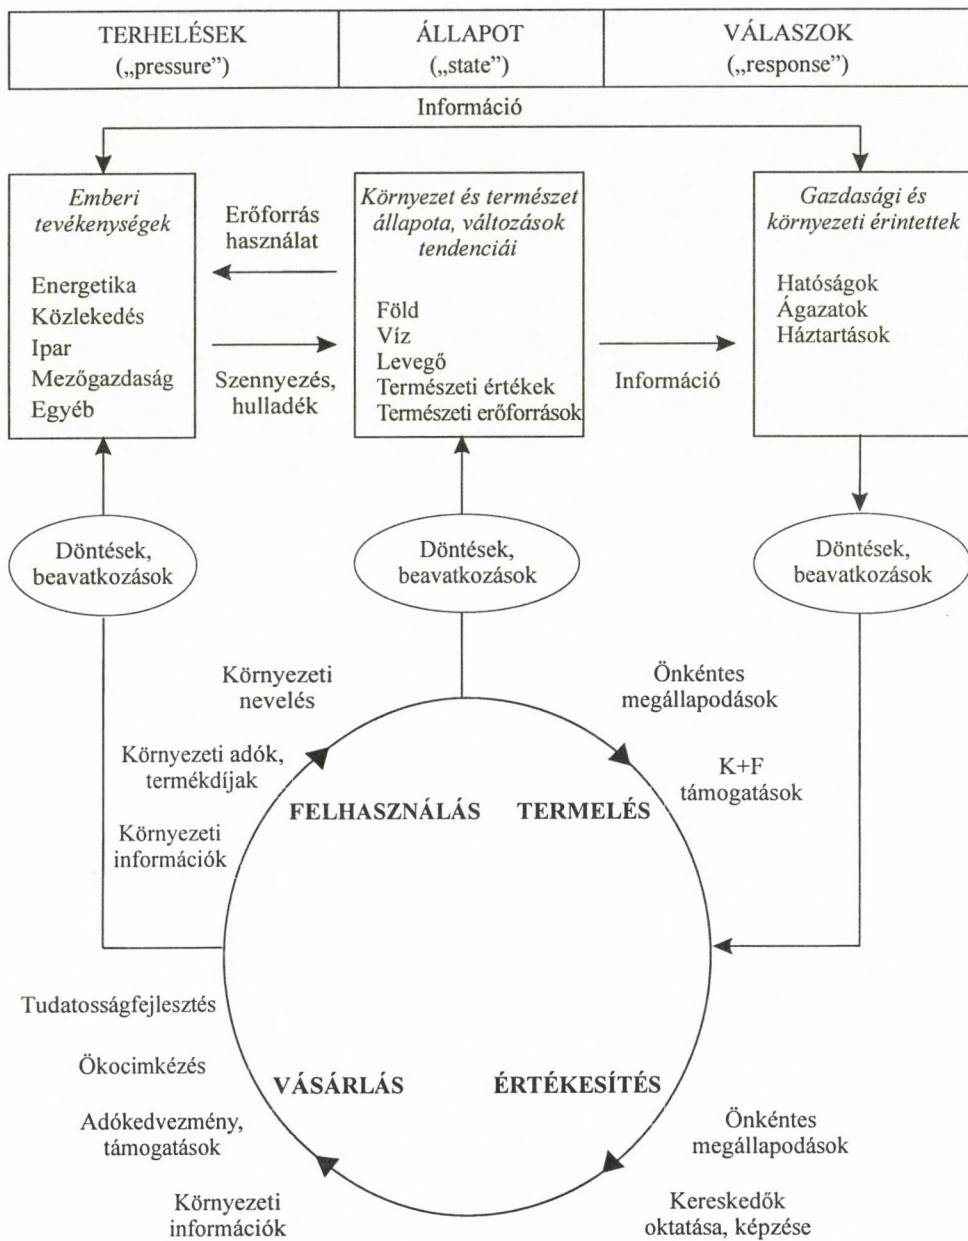 TERHELÉSEK
(„pressure”)
ÁLLAPOT
(„state”)
VÁLASZOK
(„response”)
Információ
Emberi
tevékenységek
Energetika
Közlekedés
Ipar
Mezőgazdaság
Egyéb
Erőforrás
használat
Szennyezés,
hulladék
Környezet és természet
állapota, változások
tendenciái
Föld
Víz
Levegő
Természeti értékek
Természeti erőforrások
Információ
Gazdasági és
környezeti érintettek
Hatóságok
Ágazatok
Háztartások
Döntések,
beavatkozások
Döntések,
beavatkozások
Döntések,
beavatkozások
Környezeti
nevelés
Önkéntes
megállapodások
Környezeti adók,
termékdíjak
K+F
támogatások
FELHASZNÁLÁS
TERMELÉS
Környezeti
információk
Tudatosságfejlesztés
Ökocimkézés
VÁSÁRLÁS
ÉRTÉKESÍTÉS
Adókedvezmény,
támogatások
Önkéntes
megállapodások
Környezeti
információk
Kereskedők
oktatása, képzése